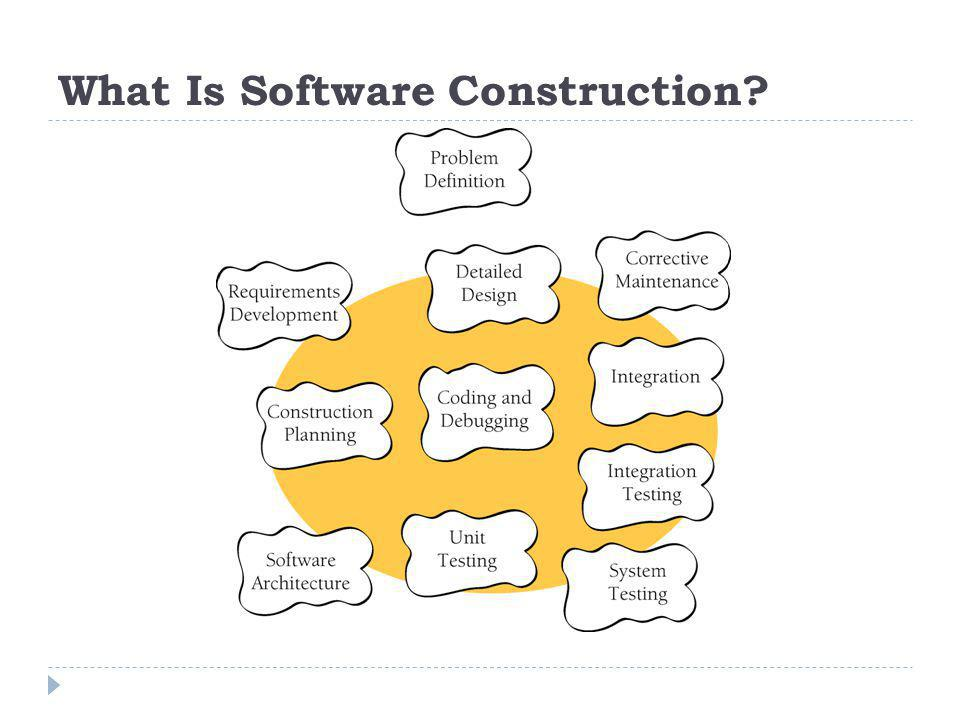 What Is Software Construction?
Problem
Definition
Detailed
Design
Corrective
Maintenance
Requirements
Development
Integration
Coding and
Debugging
Construction
Planning
Integration
Testing
Unit
Testing
Software
Architecture
System
Testing